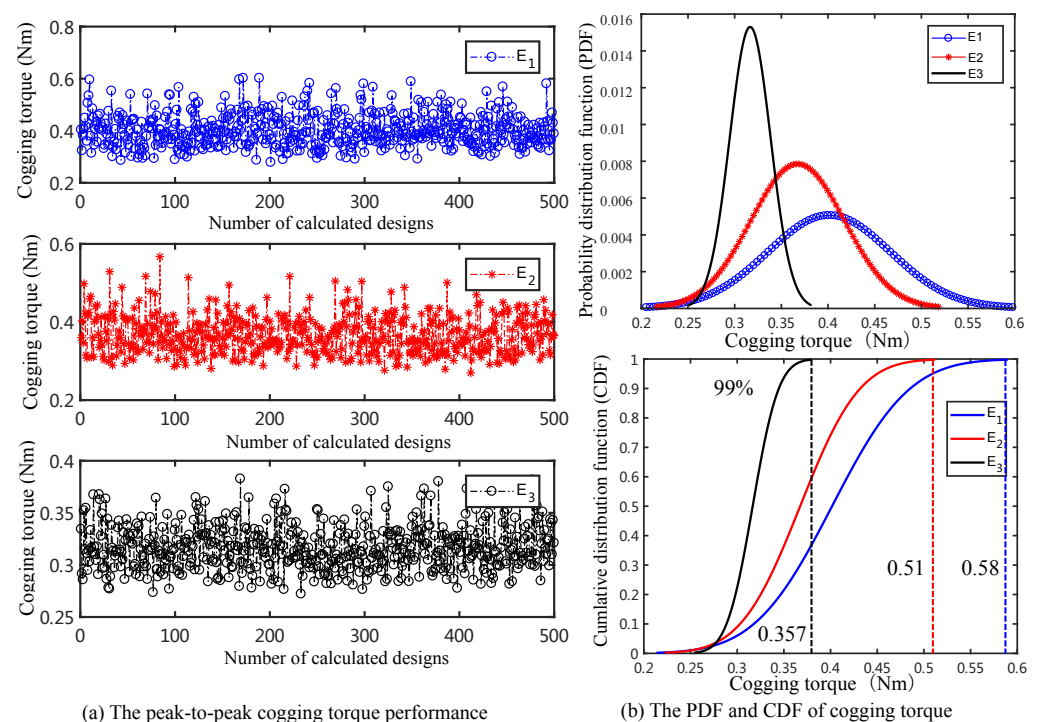 0.8
0.6
0.4
0.2
Cogging torque (Nm)
E1
0 100 200 300 400 500
Number of calculated designs
0.6
0.4
0.2
Cogging torque (Nm)
E2
0 100 200 300 400 500
Number of calculated designs
0.4
0.35
0.3
0.25
Cogging torque (Nm)
E3
0 100 200 300 400 500
Number of calculated designs
(a) The peak-to-peak cogging torque performance
0.016
0.014
0.012
0.01
0.008
0.006
0.004
0.002
0
Probability distribution function (PDF)
E1
E2
E3
0.2 0.25 0.3 0.35 0.4 0.45 0.5 0.55 0.6
Cogging torque（Nm）
1
0.9
0.8
0.7
0.6
0.5
0.4
0.3
0.2
0.1
0
Cumlative distribution function (CDF)
99%
E1
E2
E3
0.51
0.58
0.357
0.2 0.25 0.3 0.35 0.4 0.45 0.5 0.55 0.6
Cogging torque（Nm）
(b) The PDF and CDF of cogging torque